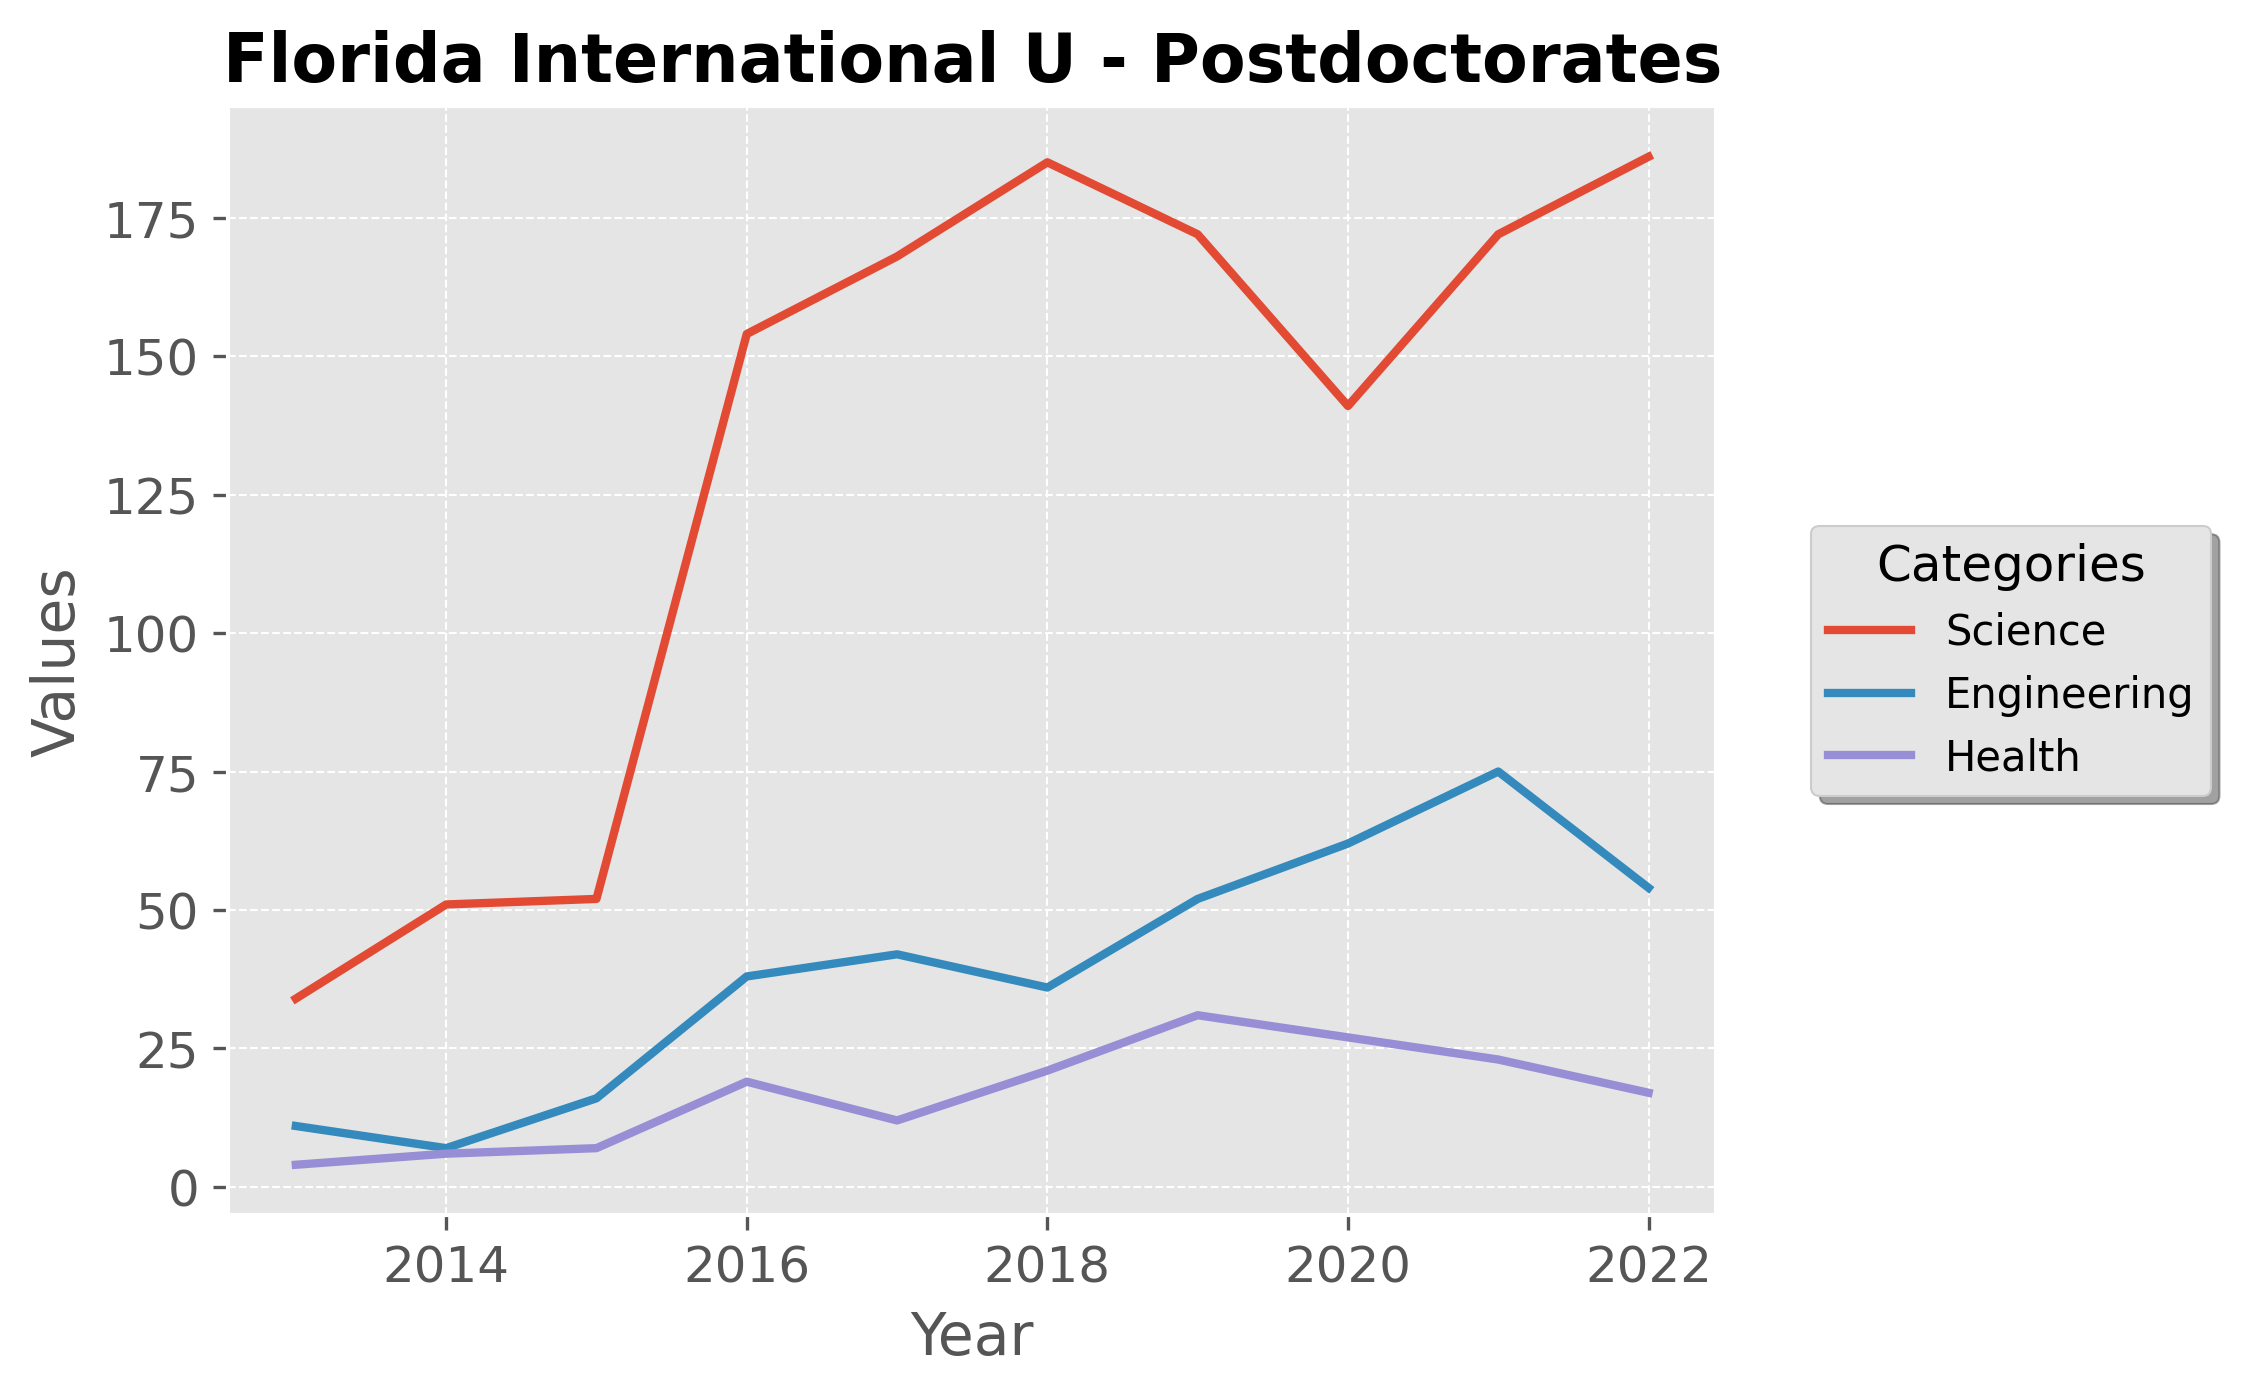 Florida International U - Postdoctorates
175
150
125
100
75
50
25
0
Values
2014 2016 2018 2020 2022
Year
Categories
Science
Engineering
Health